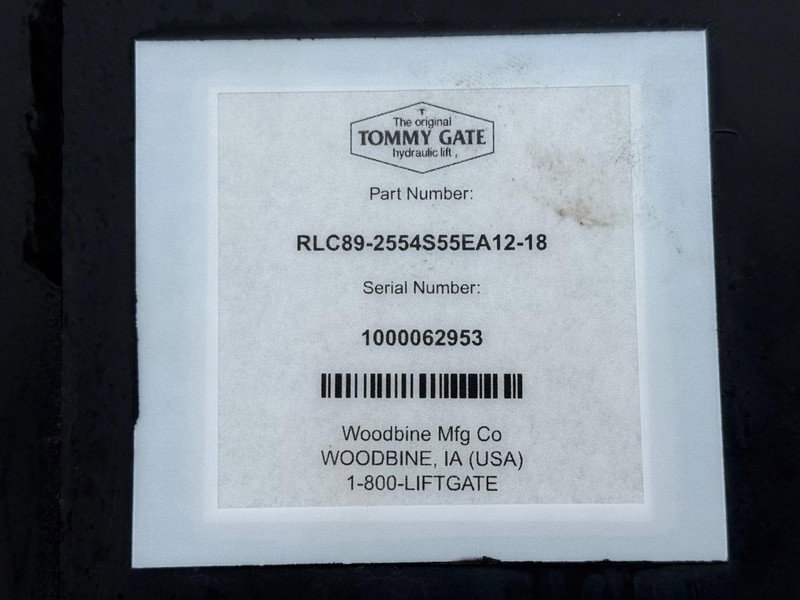 The original
TOMMY GATE
hydraulic lift
Part Number:
RLC89-2554S55EA12-18
Serial Number:
1000062953
Woodbine Mfg Co
WOODBINE, IA (USA)
1-800-LIFTGATE